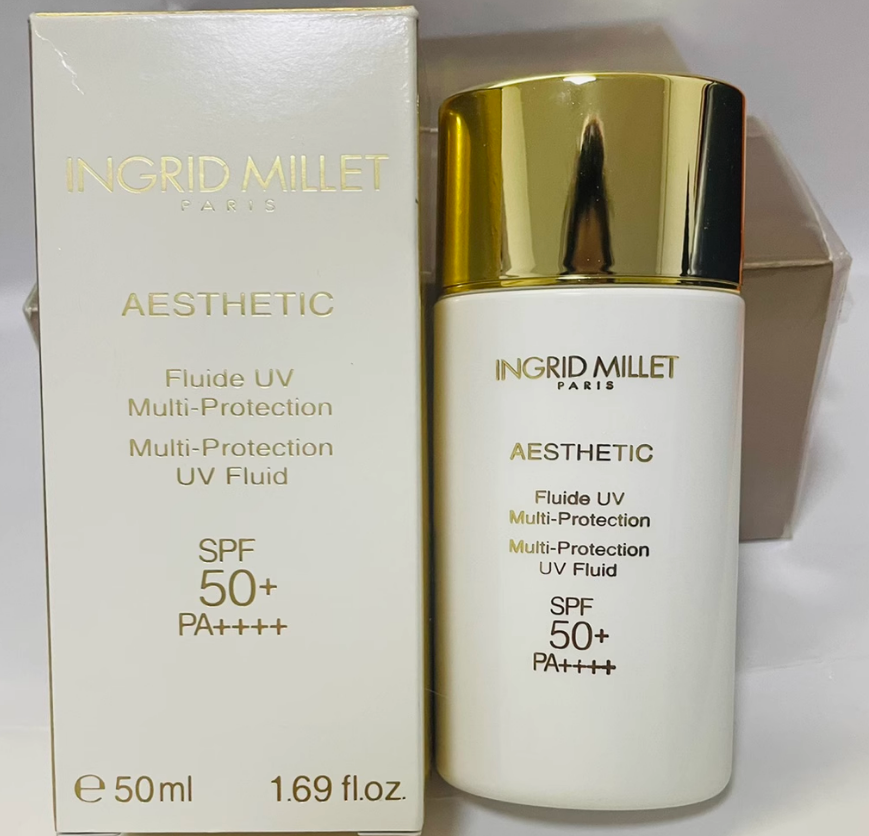 INGRID MILLET
PARIS
AESTHETIC
Fluide UV
Multi-Protection
Multi-Protection
UV Fluid
SPF
50+
PA++++
℮ 50ml 1.69 fl.oz.
INGRID MILLET
PARIS
AESTHETIC
Fluide UV
Multi-Protection
Multi-Protection
UV Fluid
SPF
50+
PA++++